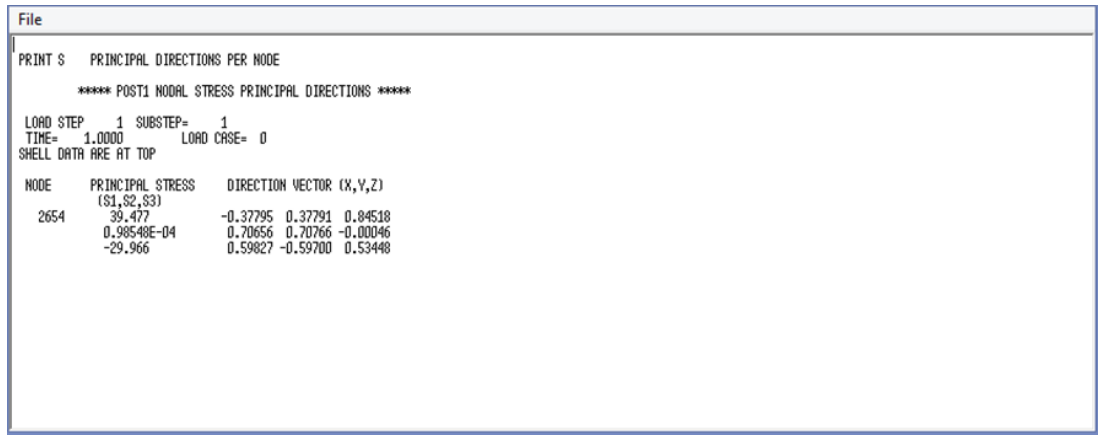 File
PRINT S PRINCIPAL DIRECTIONS PER NODE
***** POST1 NODAL STRESS PRINCIPAL DIRECTIONS *****
LOAD STEP 1 SUBSTEP= 1
TIME= 1.0000 LOAD CASE= 0
SHELL DATA ARE AT TOP
NODE PRINCIPAL STRESS DIRECTION VECTOR (X,Y,Z)
(S1,S2,S3)
2654 39.477 -0.37795 0.37791 0.84518
0.98548E-04 0.70656 0.70766 -0.00046
-29.966 0.59827 -0.59700 0.53448